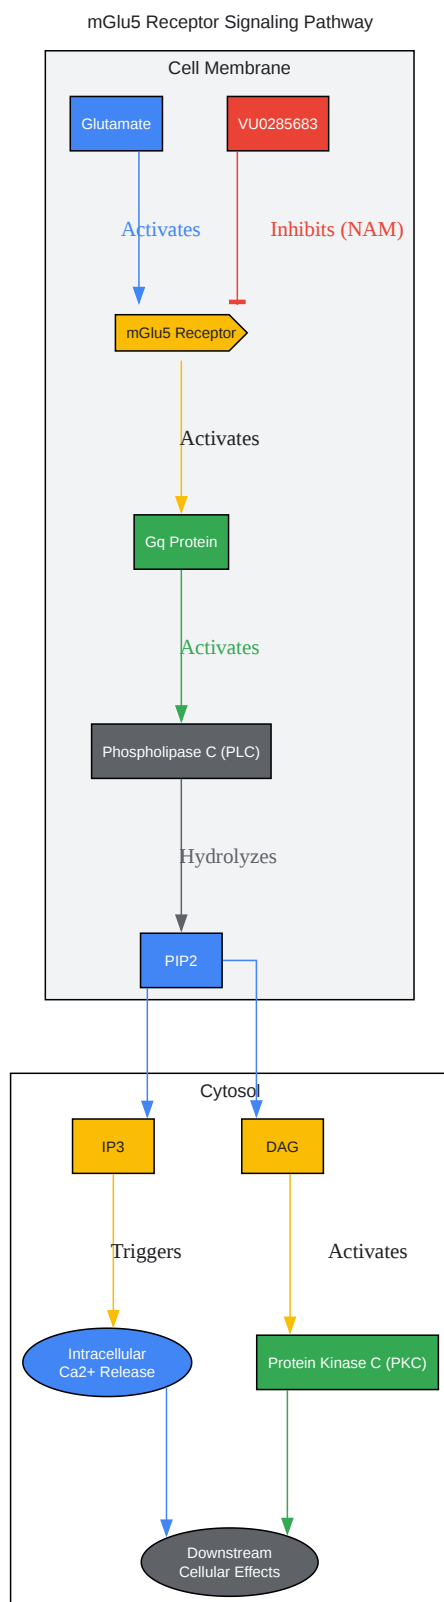 mGlu5 Receptor Signaling Pathway
Cell Membrane
Glutamate
VU0285683
Activates
Inhibits (NAM)
mGlu5 Receptor
Activates
Gq Protein
Activates
Phospholipase C (PLC)
Hydrolyzes
PIP2
Cytosol
IP3
DAG
Triggers
Activates
Intracellular
Ca2+ Release
Protein Kinase C (PKC)
Downstream
Cellular Effects